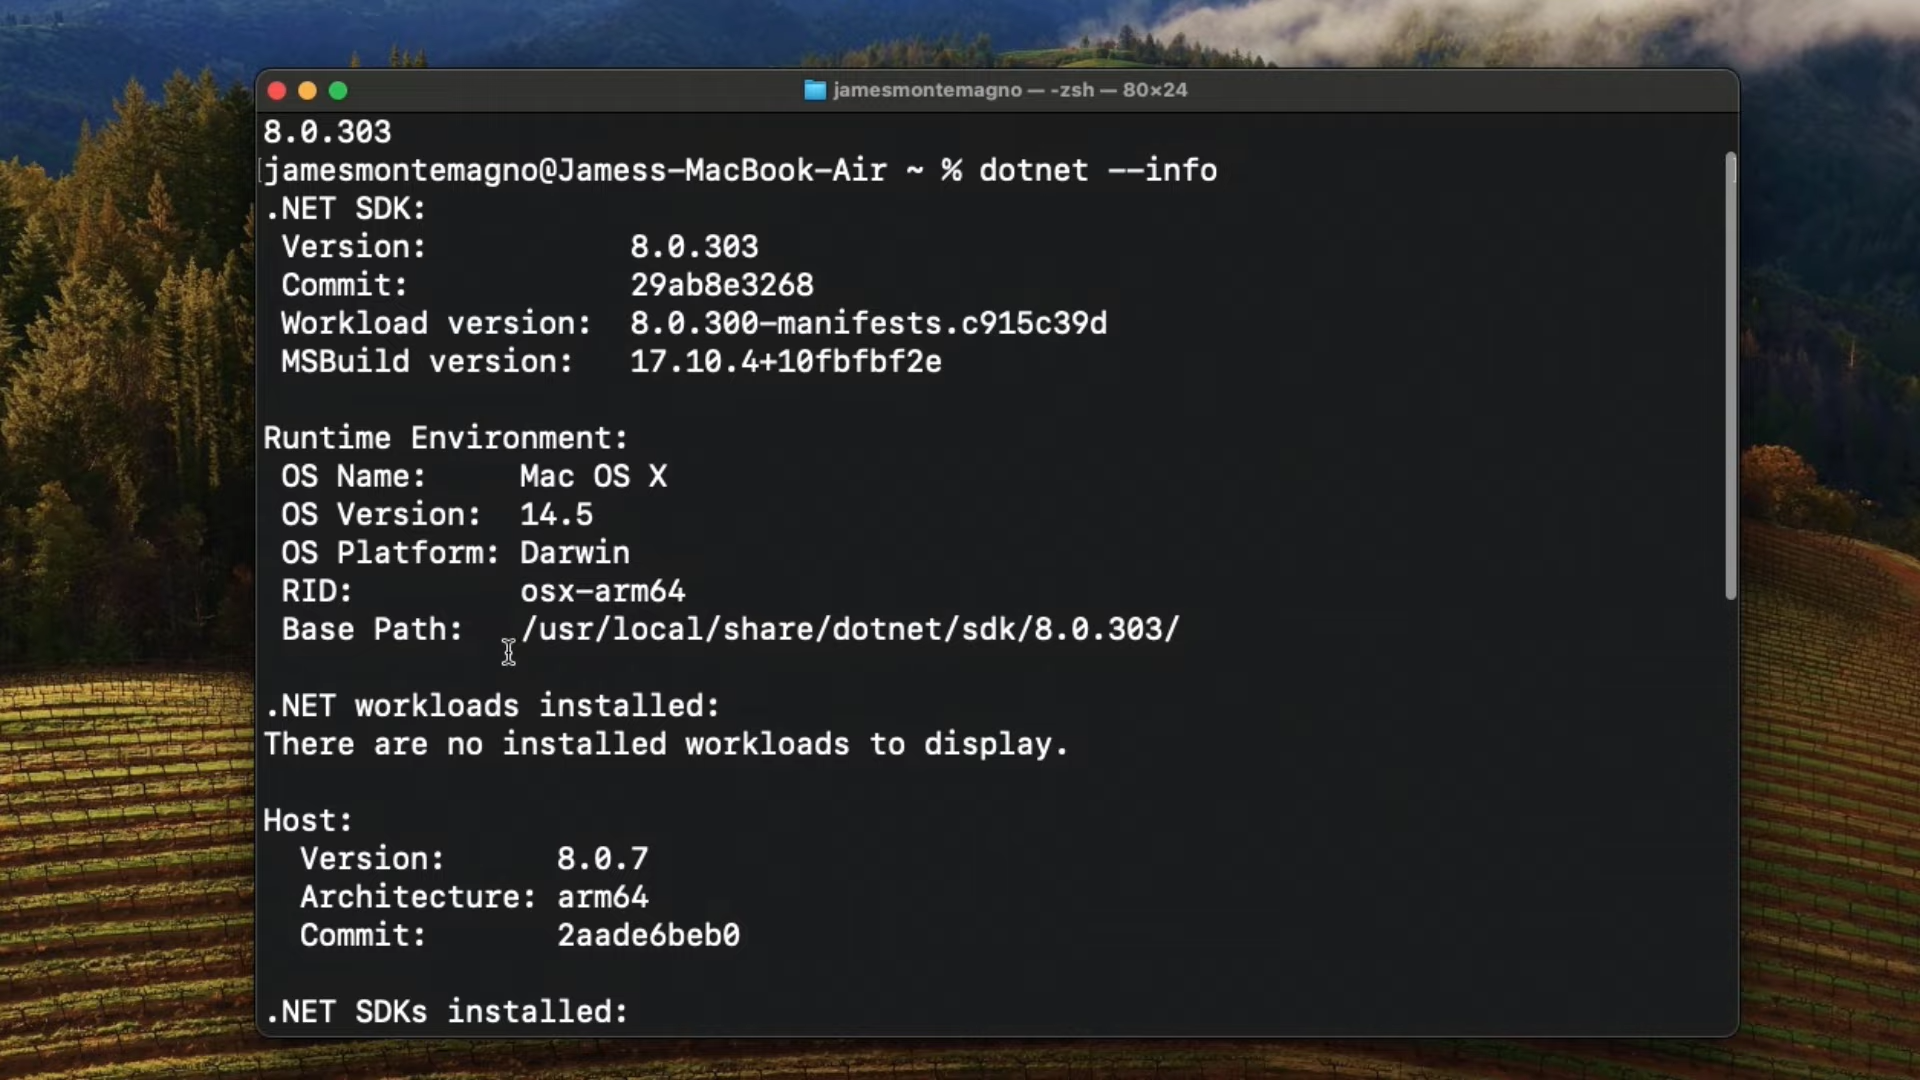 jamesmontemagno — -zsh — 80×24
8.0.303
jamesmontemagno@Jamess-MacBook-Air ~ % dotnet --info
.NET SDK:
Version: 8.0.303
Commit: 29ab8e3268
Workload version: 8.0.300-manifests.c915c39d
MSBuild version: 17.10.4+10fbfbf2e
Runtime Environment:
OS Name: Mac OS X
OS Version: 14.5
OS Platform: Darwin
RID: osx-arm64
Base Path: /usr/local/share/dotnet/sdk/8.0.303/
.NET workloads installed:
There are no installed workloads to display.
Host:
Version: 8.0.7
Architecture: arm64
Commit: 2aade6beb0
.NET SDKs installed: